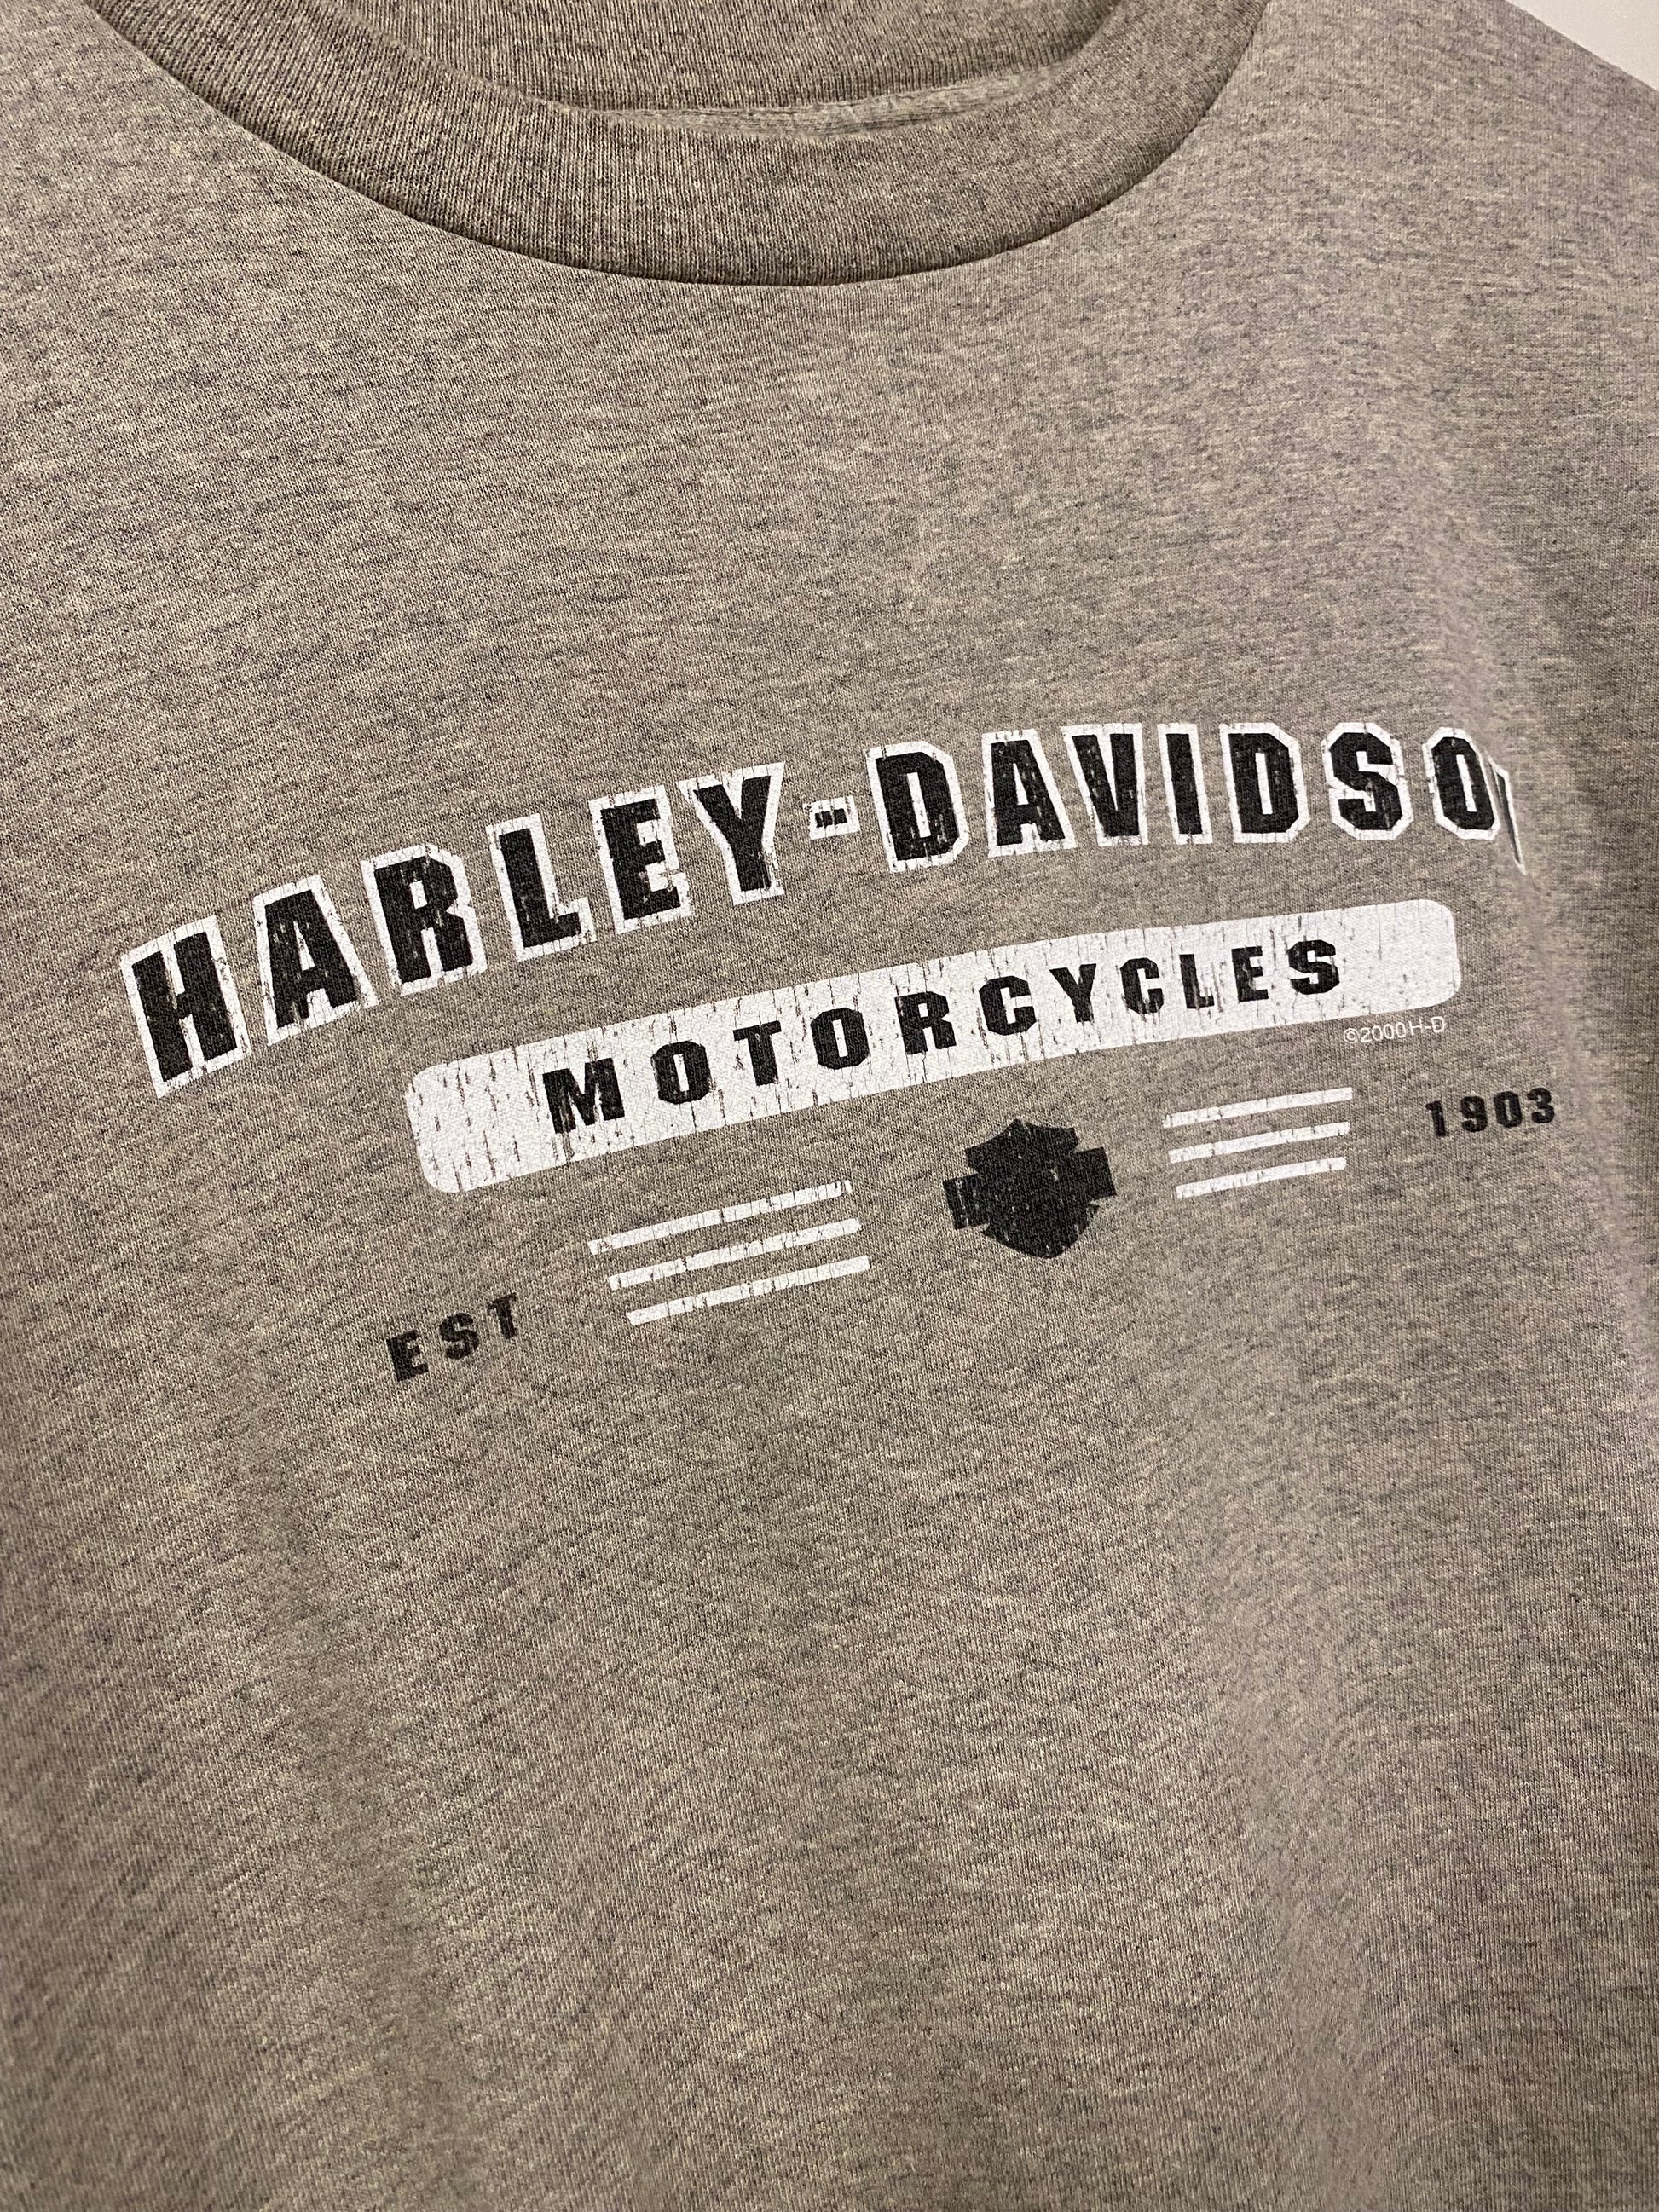 HARLEY-DAVIDSON
MOTORCYCLES
©2000 H-D
EST 1903